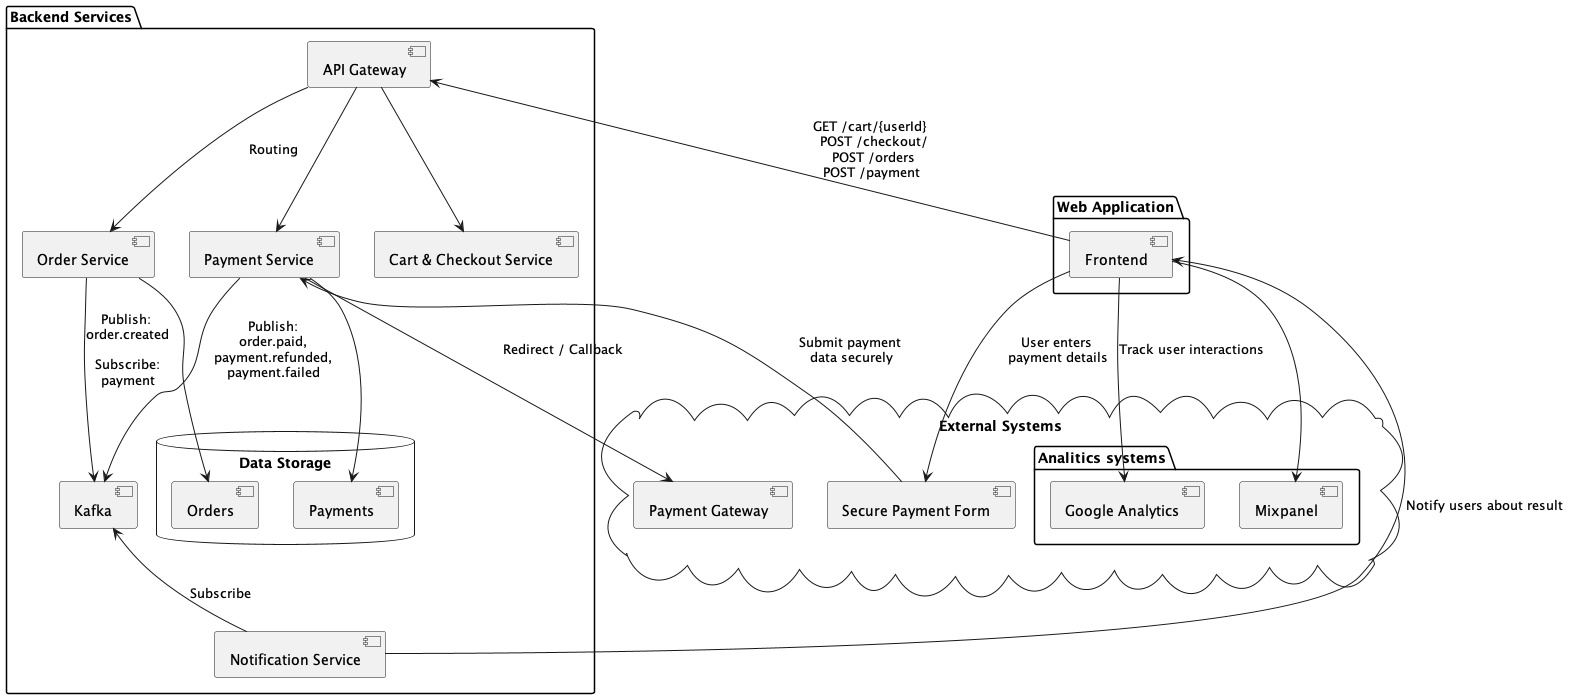 Backend Services
API Gateway
GET /cart/{userId}
POST /checkout/
POST /orders
POST /payment
Routing
Web Application
Order Service
Payment Service
Cart & Checkout Service
Frontend
Publish:
order.created
Subscribe:
payment
Publish:
order.paid,
payment.refunded,
payment.failed
Redirect / Callback
Submit payment
data securely
User enters
payment details
Track user interactions
External Systems
Data Storage
Analitics systems
Kafka
Orders
Payments
Payment Gateway
Secure Payment Form
Google Analytics
Mixpanel
Notify users about result
Subscribe
Notification Service